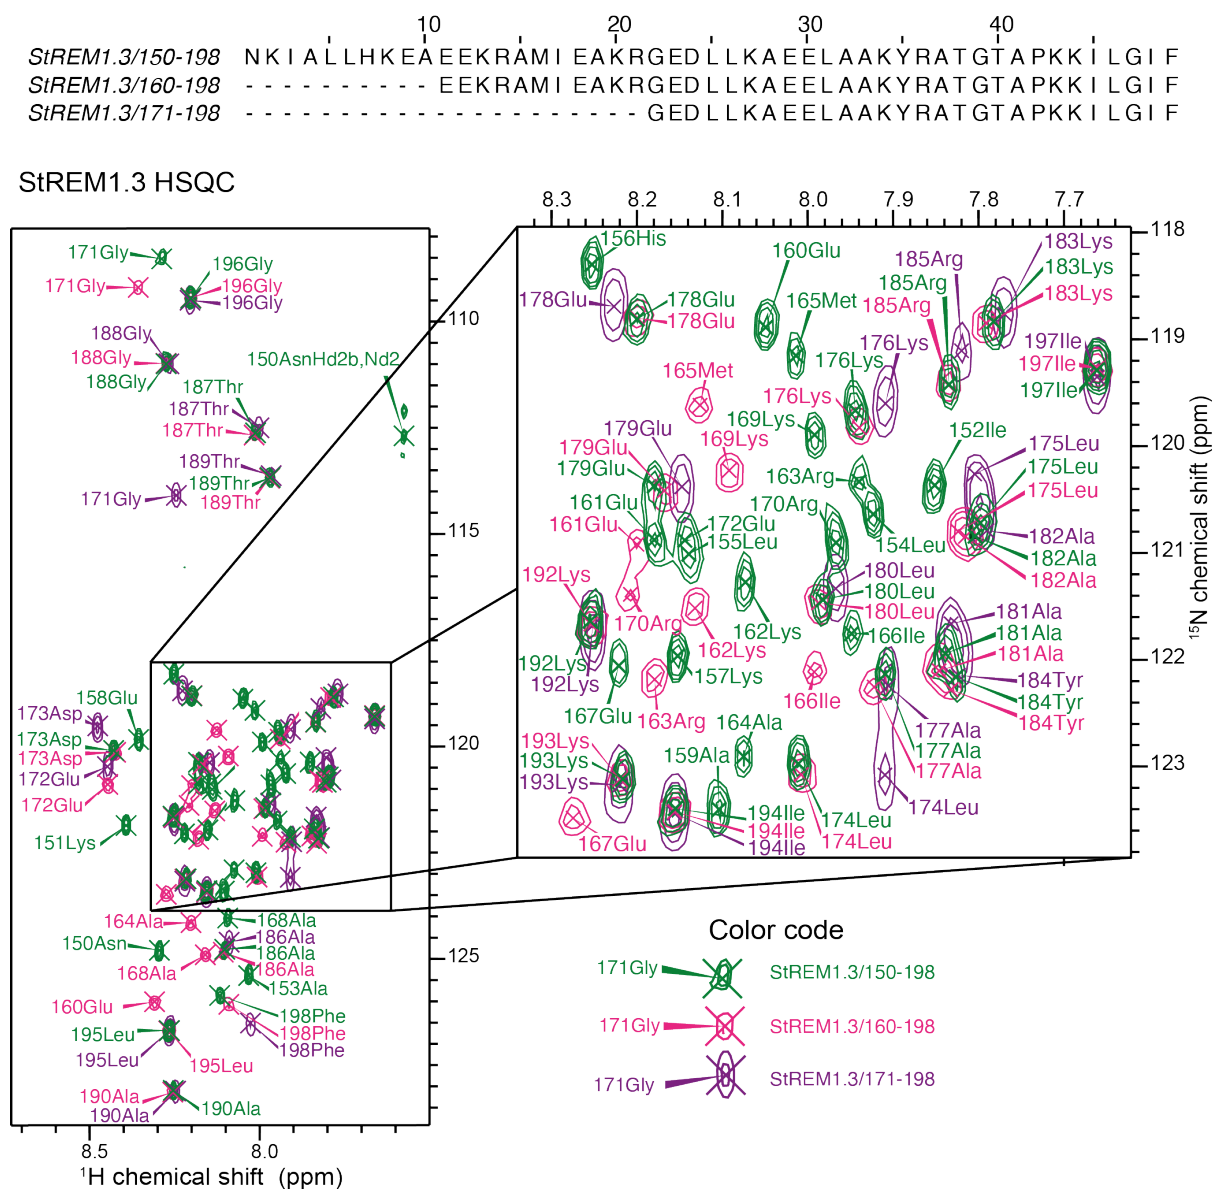 10 20 30 40
StREM1.3/150-198 NKIALLHKEAEEKRAMIEAKRGEDLLKAEELAAKYRATGTAPKKILGIF
StREM1.3/160-198 ----------EEKRAMIEAKRGEDLLKAEELAAKYRATGTAPKKILGIF
StREM1.3/171-198 ---------------------GEDLLKAEELAAKYRATGTAPKKILGIF
StREM1.3 HSQC
171Gly
196Gly
171Gly
196Gly
196Gly
188Gly
188Gly
188Gly
150AsnHd2b,Nd2
187Thr
187Thr
187Thr
189Thr
189Thr
189Thr
171Gly
158Glu
173Asp
173Asp
173Asp
172Glu
172Glu
151Lys
164Ala
168Ala
150Asn
186Ala
186Ala
168Ala
186Ala
153Ala
160Glu
198Phe
195Leu
198Phe
198Phe
195Leu
195Leu
190Ala
190Ala
190Ala
110
115
120
125
8.5 8.0
1H chemical shift (ppm)
8.3 8.2 8.1 8.0 7.9 7.8 7.7
118
119
120
121
122
123
15N chemical shift (ppm)
156His
160Glu
185Arg
183Lys
183Lys
183Lys
185Arg
185Arg
178Glu
178Glu
178Glu
165Met
176Lys
176Lys
176Lys
197Ile
197Ile
197Ile
165Met
169Lys
169Lys
152Ile
179Glu
179Glu
179Glu
175Leu
175Leu
175Leu
163Arg
170Arg
161Glu
161Glu
172Glu
155Leu
154Leu
182Ala
182Ala
182Ala
192Lys
180Leu
180Leu
180Leu
170Arg
162Lys
162Lys
166Ile
181Ala
181Ala
181Ala
192Lys
192Lys
157Lys
166Ile
184Tyr
184Tyr
184Tyr
167Glu
163Arg
164Ala
177Ala
177Ala
177Ala
193Lys
193Lys
193Lys
159Ala
174Leu
194Ile
194Ile
194Ile
174Leu
174Leu
167Glu
Color code
171Gly StREM1.3/150-198
171Gly StREM1.3/160-198
171Gly StREM1.3/171-198